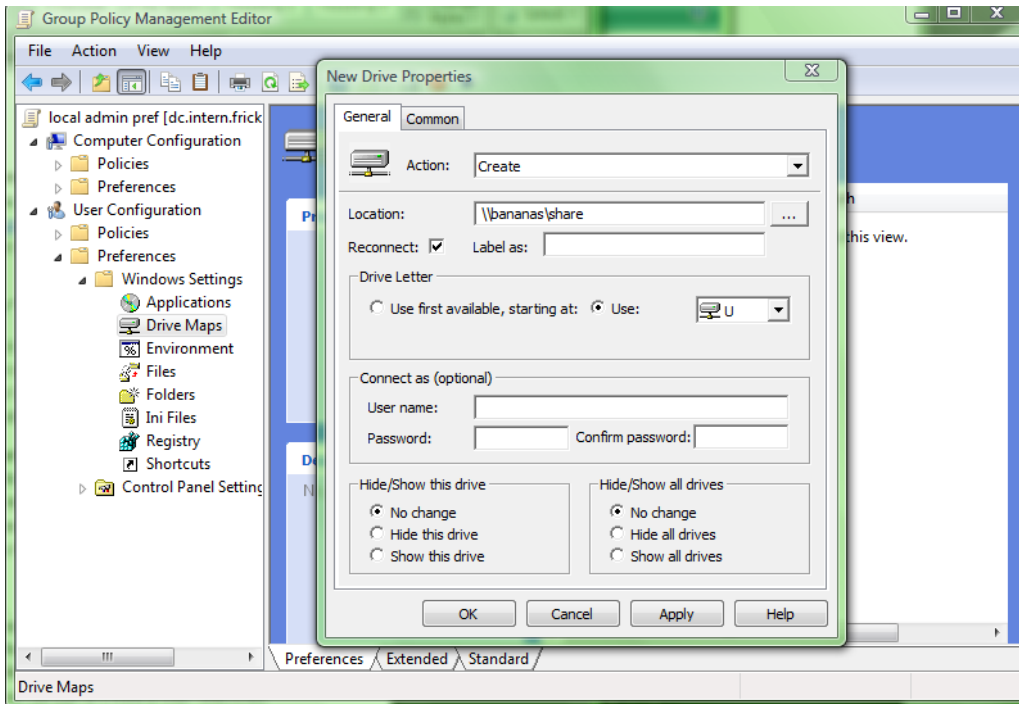 Group Policy Management Editor
File Action View Help
local admin pref [dc.intern.frick
Computer Configuration
Policies
Preferences
User Configuration
Policies
Preferences
Windows Settings
Applications
Drive Maps
Environment
Files
Folders
Ini Files
Registry
Shortcuts
Control Panel Setting
New Drive Properties
General Common
Action: Create
Location: \\bananas\share ...
Reconnect: Label as:
Drive Letter
Use first available, starting at: Use: U
Connect as (optional)
User name:
Password: Confirm password:
Hide/Show this drive
No change
Hide this drive
Show this drive
Hide/Show all drives
No change
Hide all drives
Show all drives
OK Cancel Apply Help
Pr
h
this view.
N
Preferences Extended Standard
Drive Maps